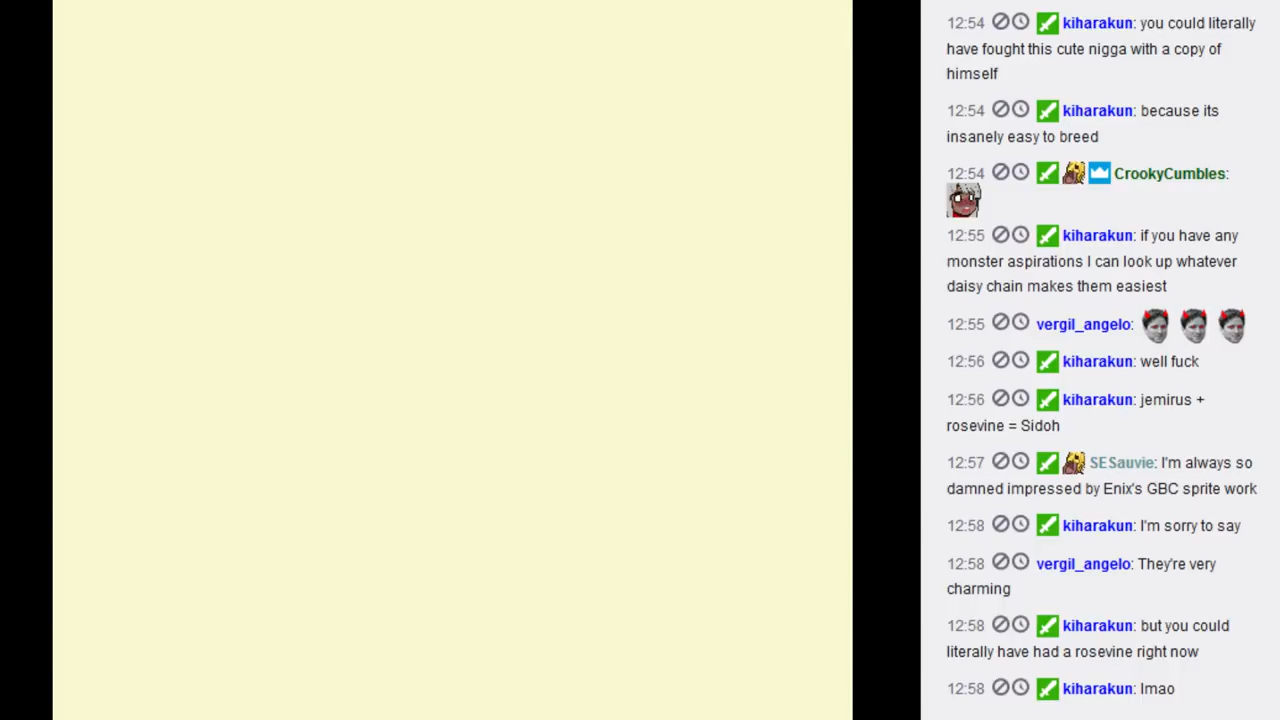 12:54 kiharakun: you could literally
have fought this cute nigga with a copy of
himself
12:54 kiharakun: because its
insanely easy to breed
12:54 CrookyCumbles:
12:55 kiharakun: if you have any
monster aspirations I can look up whatever
daisy chain makes them easiest
12:55 vergil_angelo:
12:56 kiharakun: well fuck
12:56 kiharakun: jemirus +
rosevine = Sidoh
12:57 SESauvie: I'm always so
damned impressed by Enix's GBC sprite work
12:58 kiharakun: I'm sorry to say
12:58 vergil_angelo: They're very
charming
12:58 kiharakun: but you could
literally have had a rosevine right now
12:58 kiharakun: lmao